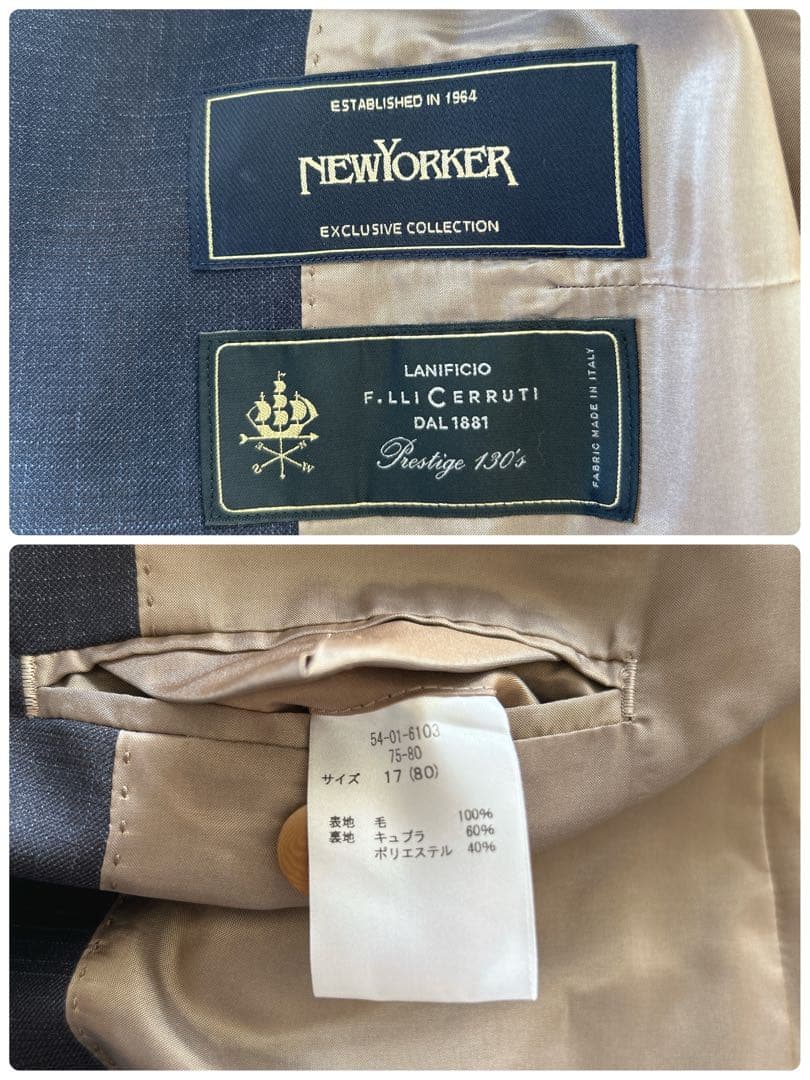 ESTABLISHED IN 1964
NEWYORKER
EXCLUSIVE COLLECTION
LANIFICIO
F.LLI CERRUTI
DAL 1881
Prestige 130's
FABRIC MADE IN ITALY
54-01-6103
75-80
サイズ 17 (80)
表地 毛 100%
裏地 キュプラ 60%
ポリエステル 40%